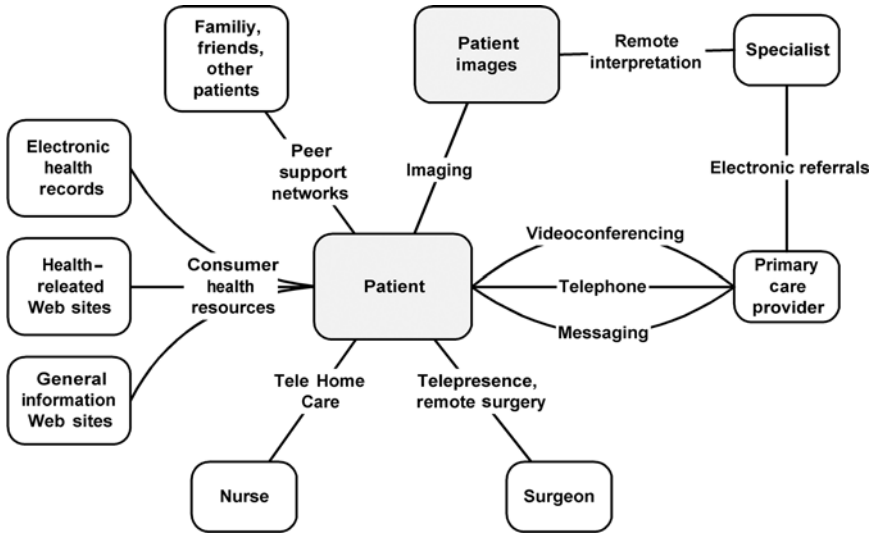 Familiy,
friends,
other
patients
Patient
images
Remote
interpretation
Specialist
Electronic
health
records
Peer
support
networks
Imaging
Electronic referrals
Health–
releated
Web sites
Consumer
health
resources
Patient
Videoconferencing
Telephone
Messaging
Primary
care
provider
General
information
Web sites
Tele Home
Care
Telepresence,
remote surgery
Nurse
Surgeon